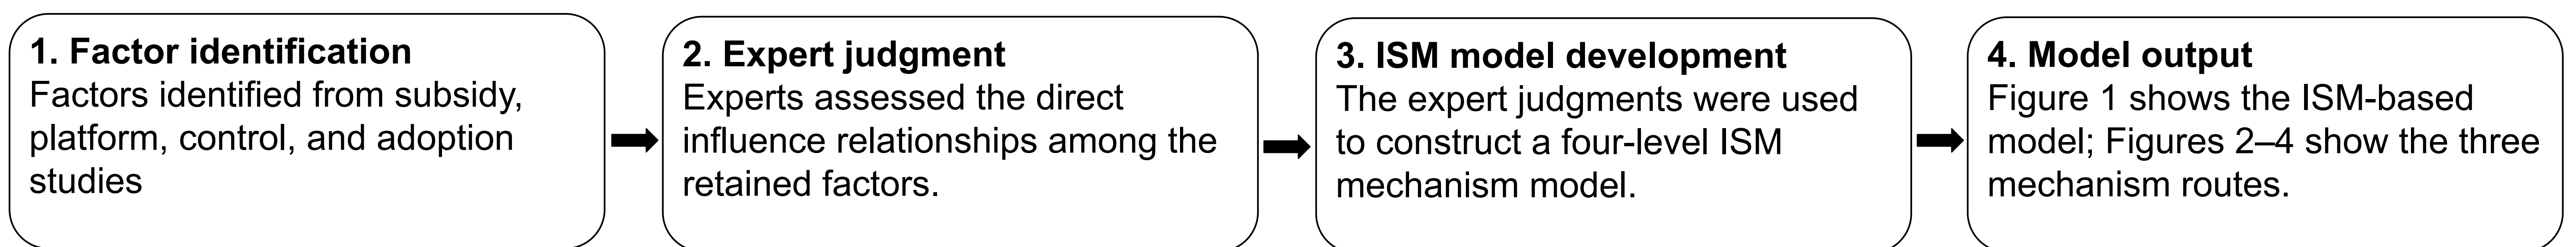 1. Factor identification
Factors identified from subsidy,
platform, control, and adoption
studies
2. Expert judgment
Experts assessed the direct
influence relationships among the
retained factors.
3. ISM model development
The expert judgments were used
to construct a four-level ISM
mechanism model.
4. Model output
Figure 1 shows the ISM-based
model; Figures 2–4 show the three
mechanism routes.